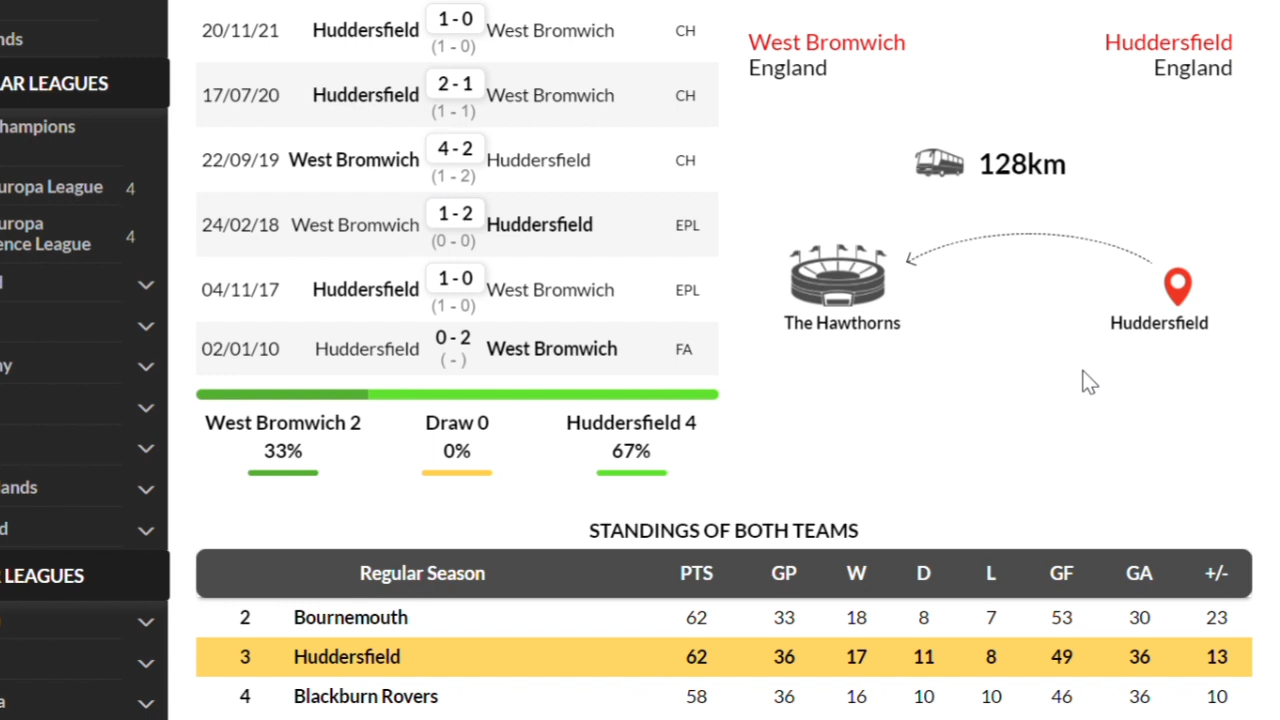 nds
AR LEAGUES
hampions
uropa League 4
uropa
ence League 4
y
ands
d
LEAGUES
a
20/11/21 Huddersfield 1 - 0 West Bromwich CH
(1 - 0)
17/07/20 Huddersfield 2 - 1 West Bromwich CH
(1 - 1)
22/09/19 West Bromwich 4 - 2 Huddersfield CH
(1 - 2)
24/02/18 West Bromwich 1 - 2 Huddersfield EPL
(0 - 0)
04/11/17 Huddersfield 1 - 0 West Bromwich EPL
(1 - 0)
02/01/10 Huddersfield 0 - 2 West Bromwich FA
( - )
West Bromwich 2 Draw 0 Huddersfield 4
33% 0% 67%
West Bromwich Huddersfield
England England
128km
The Hawthorns Huddersfield
STANDINGS OF BOTH TEAMS
Regular Season PTS GP W D L GF GA +/-
2 Bournemouth 62 33 18 8 7 53 30 23
3 Huddersfield 62 36 17 11 8 49 36 13
4 Blackburn Rovers 58 36 16 10 10 46 36 10